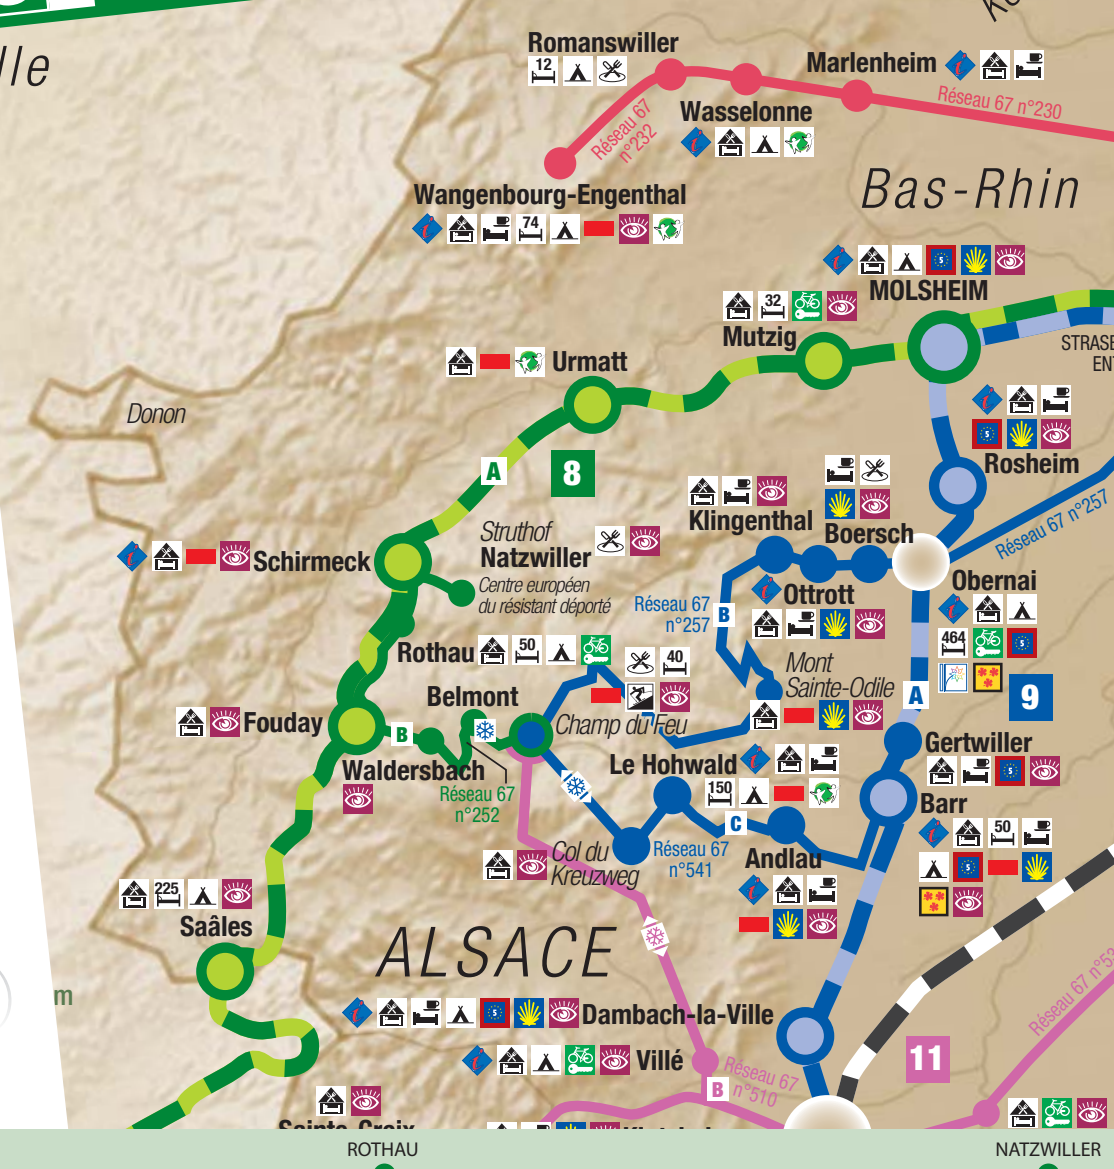 lle
Romanswiller
12
Marlenheim
Réseau 67 n°230
Wasselonne
Réseau 67
n°232
Wangenbourg-Engenthal
74
Bas-Rhin
MOLSHEIM
32
Mutzig
STRASB
ENT
Urmatt
Donon
A
8
Rosheim
Réseau 67 n°257
Klingenthal
Boersch
Struthof
Natzwiller
Centre européen
du résistant déporté
Schirmeck
Ottrott
Obernai
464
Réseau 67
n°257
B
Rothau
50
40
Mont
Sainte-Odile
A
9
Belmont
Champ du Feu
Fouday
B
Gertwiller
Le Hohwald
Waldersbach
Réseau 67
n°252
150
C
Barr
50
Col du
Kreuzweg
Réseau 67
n°541
Andlau
225
Saâles
ALSACE
m
Dambach-la-Ville
Villé
Réseau 67
n°510
B
11
Réseau 67 n°53
Sainte-Croix
ROTHAU
NATZWILLER